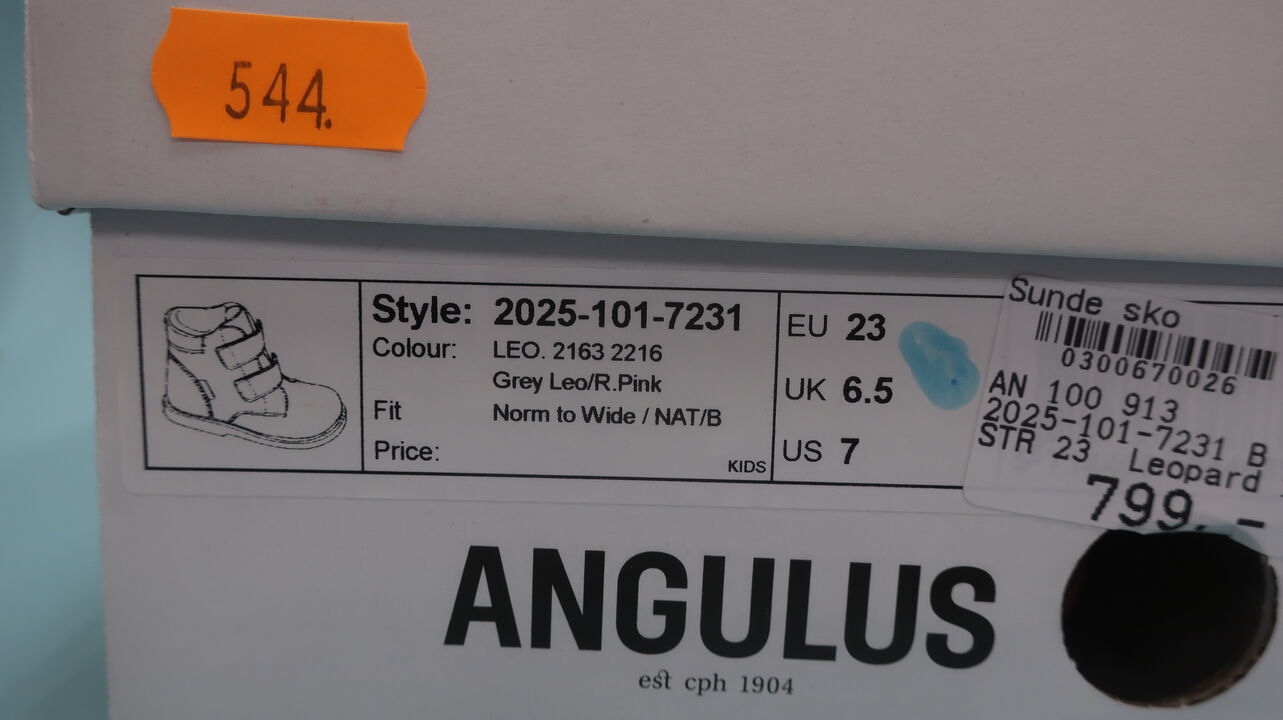 544.
Style: 2025-101-7231
Colour: LEO. 2163 2216
Grey Leo/R.Pink
Fit Norm to Wide / NAT/B
Price:
KIDS
EU 23
UK 6.5
US 7
Sunde sko
0300670026
AN 100 913
2025-101-7231 B
STR 23 Leopard
799,-
ANGULUS
est cph 1904